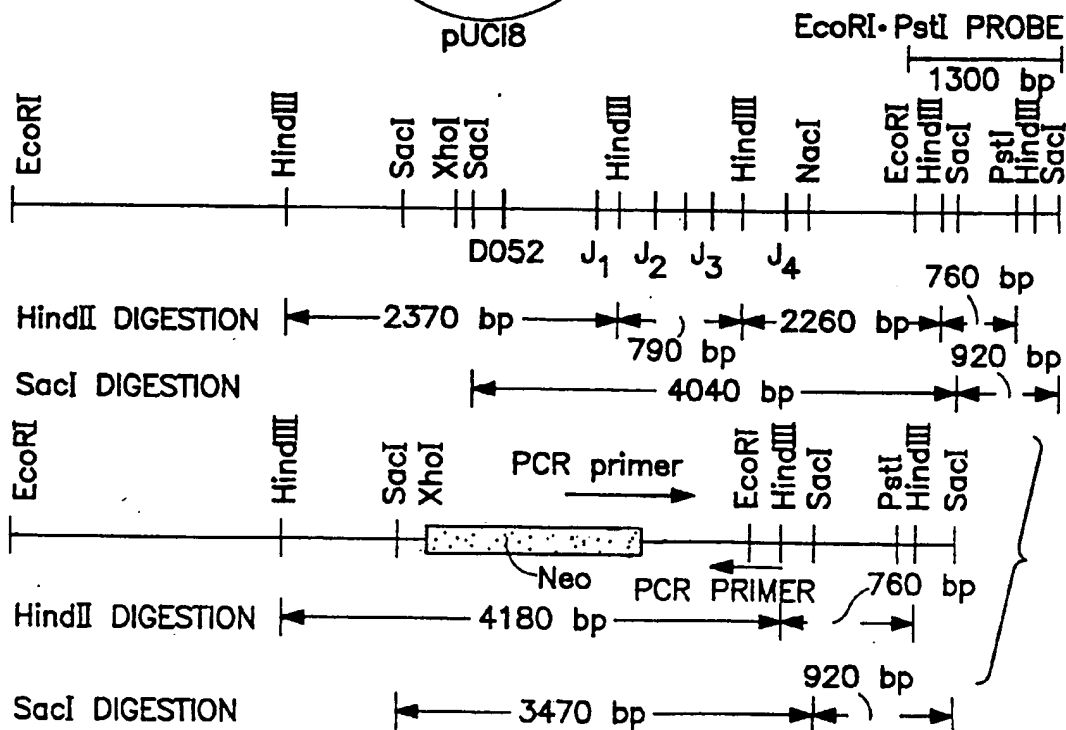 pUC18
EcoRI·PstI PROBE
1300 bp
EcoRI
HindIII
SacI
XhoI
SacI
HindIII
HindIII
NacI
EcoRI
HindIII
SacI
PstI
HindIII
SacI
D052
J1
J2
J3
J4
HindII DIGESTION
2370 bp
790 bp
2260 bp
760 bp
SacI DIGESTION
4040 bp
920 bp
EcoRI
HindIII
SacI
XhoI
PCR primer
EcoRI
HindIII
SacI
PstI
HindIII
SacI
Neo
PCR PRIMER
HindII DIGESTION
4180 bp
760 bp
SacI DIGESTION
3470 bp
920 bp